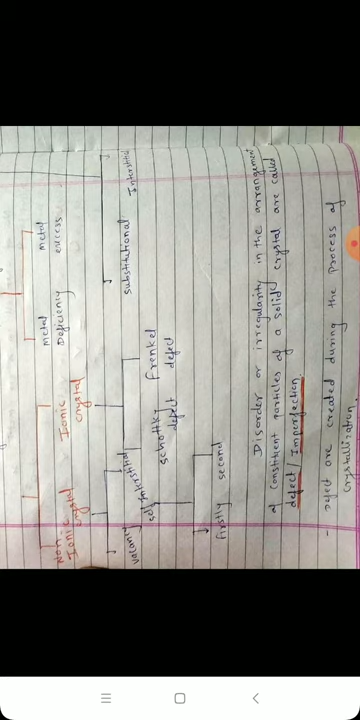 Metal Deficieny
Metal excess
Non Ionic crystal
Ionic crystal
self interstitial
Schottky defect
Frenkel defect
Substitutional
Interstitial
firstly
second
Disorder or irregularity in the arrangement
of constituent particles of a solid crystal are called
defect / Imperfection.
- defect are created during the process of
crystallization.